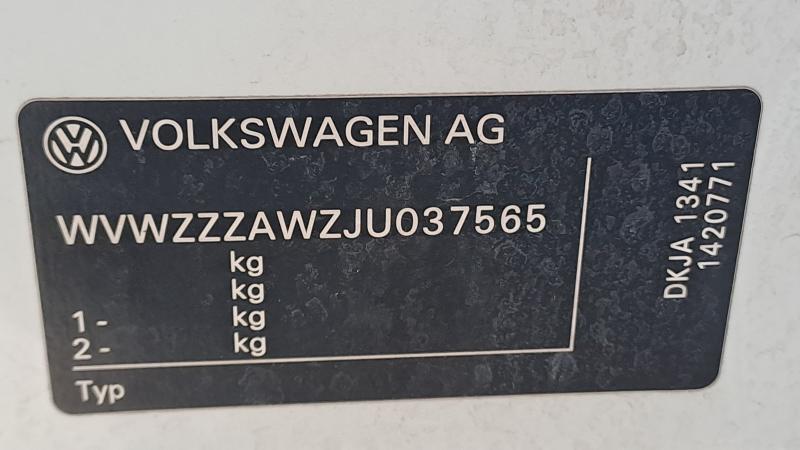 VOLKSWAGEN AG
WVWZZZAWZJU037565
kg
kg
1- kg
2- kg
Typ
DKJA 1341
1420771